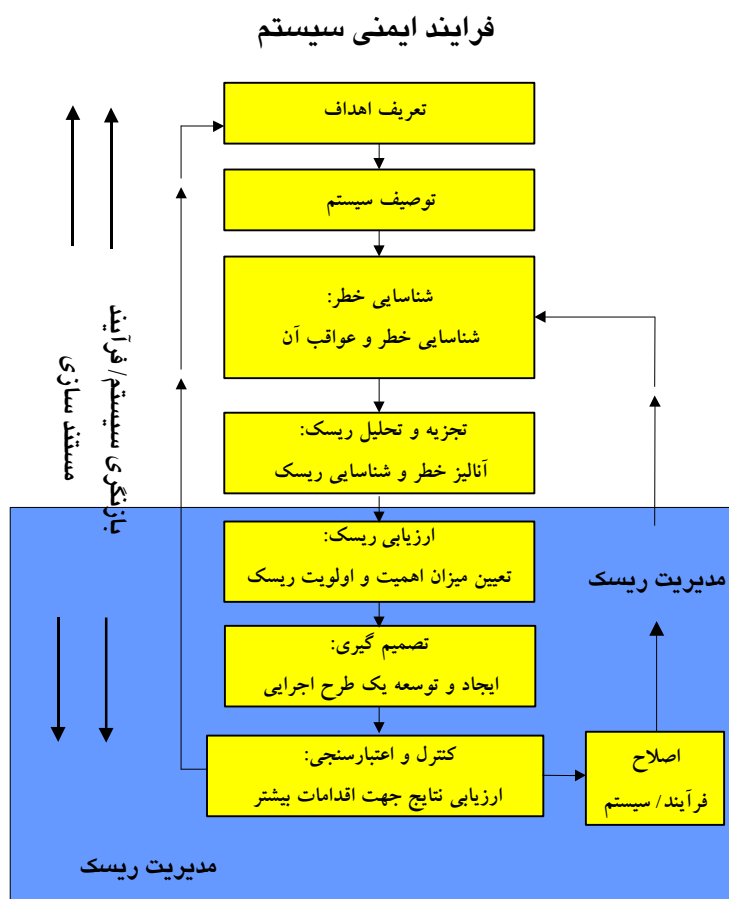 فرایند ایمنی سیستم
تعریف اهداف
توصیف سیستم
شناسایی خطر:
شناسایی خطر و عواقب آن
تجزیه و تحلیل ریسک:
آنالیز خطر و شناسایی ریسک
ارزیابی ریسک:
تعیین میزان اهمیت و اولویت ریسک
تصمیم گیری:
ایجاد و توسعه یک طرح اجرایی
کنترل و اعتبارسنجی:
ارزیابی نتایج جهت اقدامات بیشتر
اصلاح
فرآیند/ سیستم
مدیریت ریسک
بازنگری سیستم/ فرآیند
مستند سازی
مدیریت ریسک